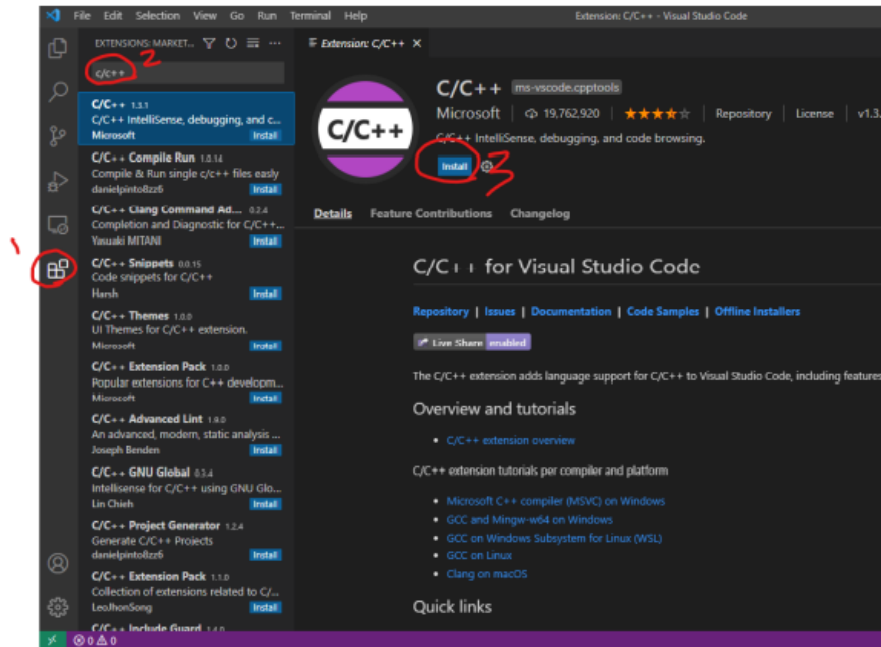 File Edit Selection View Go Run Terminal Help
Extension: C/C++ - Visual Studio Code
EXTENSIONS: MARKET...
2
c/c++
C/C++ 1.3.1
C/C++ IntelliSense, debugging, and c...
Microsoft Install
C/C++ Compile Run 1.0.14
Compile & Run single c/c++ files easly
danielpinto8zz6 Install
C/C++ Clang Command Ad... 0.2.4
Completion and Diagnostic for C/C++...
Yasuaki MITANI Install
C/C++ Snippets 0.0.15
Code snippets for C/C++
Harsh Install
C/C++ Themes 1.0.0
UI Themes for C/C++ extension.
Microsoft Install
C/C++ Extension Pack 1.0.0
Popular extensions for C++ developm...
Microsoft Install
C/C++ Advanced Lint 1.9.0
An advanced, modern, static analysis ...
Joseph Benden Install
C/C++ GNU Global 0.3.4
Intellisense for C/C++ using GNU Glo...
Lin Chieh Install
C/C++ Project Generator 1.2.4
Generate C/C++ Projects
danielpinto8zz6 Install
C/C++ Extension Pack 1.1.0
Collection of extensions related to C/...
LeoJhonSong Install
C/C++ Include Guard 1.4.0
1
0 0
Extension: C/C++
C/C++
C/C++ ms-vscode.cpptools
Microsoft 19,762,920 Repository License v1.3.
C/C++ IntelliSense, debugging, and code browsing.
Install 3
Details Feature Contributions Changelog
C/C++ for Visual Studio Code
Repository | Issues | Documentation | Code Samples | Offline Installers
Live Share enabled
The C/C++ extension adds language support for C/C++ to Visual Studio Code, including features
Overview and tutorials
• C/C++ extension overview
C/C++ extension tutorials per compiler and platform
• Microsoft C++ compiler (MSVC) on Windows
• GCC and Mingw-w64 on Windows
• GCC on Windows Subsystem for Linux (WSL)
• GCC on Linux
• Clang on macOS
Quick links